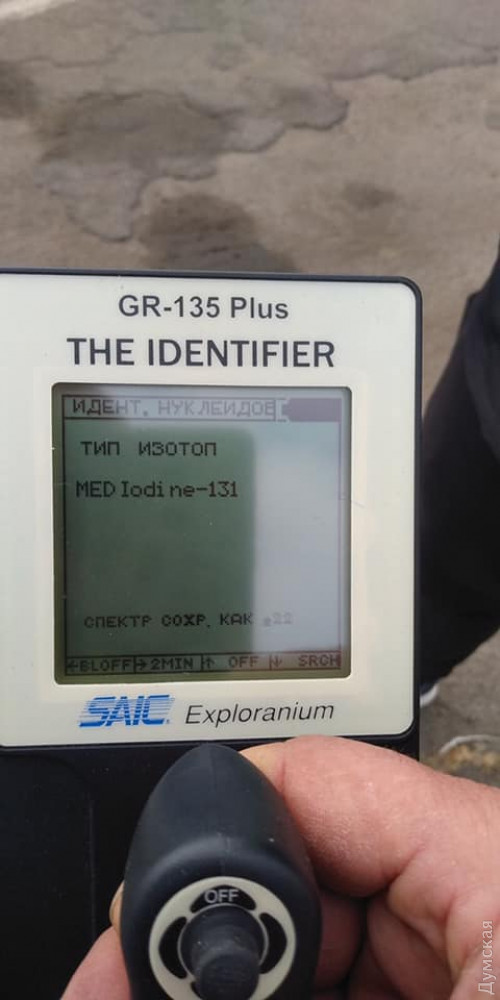 GR-135 Plus
THE IDENTIFIER
ИДЕНТ. НУКЛЕИДОВ
ТИП ИЗОТОП
MED Iodine-131
СПЕКТР СОХР. КАК
←BLOFF →2MIN ↑ OFF ↓ SRCH
SAIC Exploranium
OFF
Думская